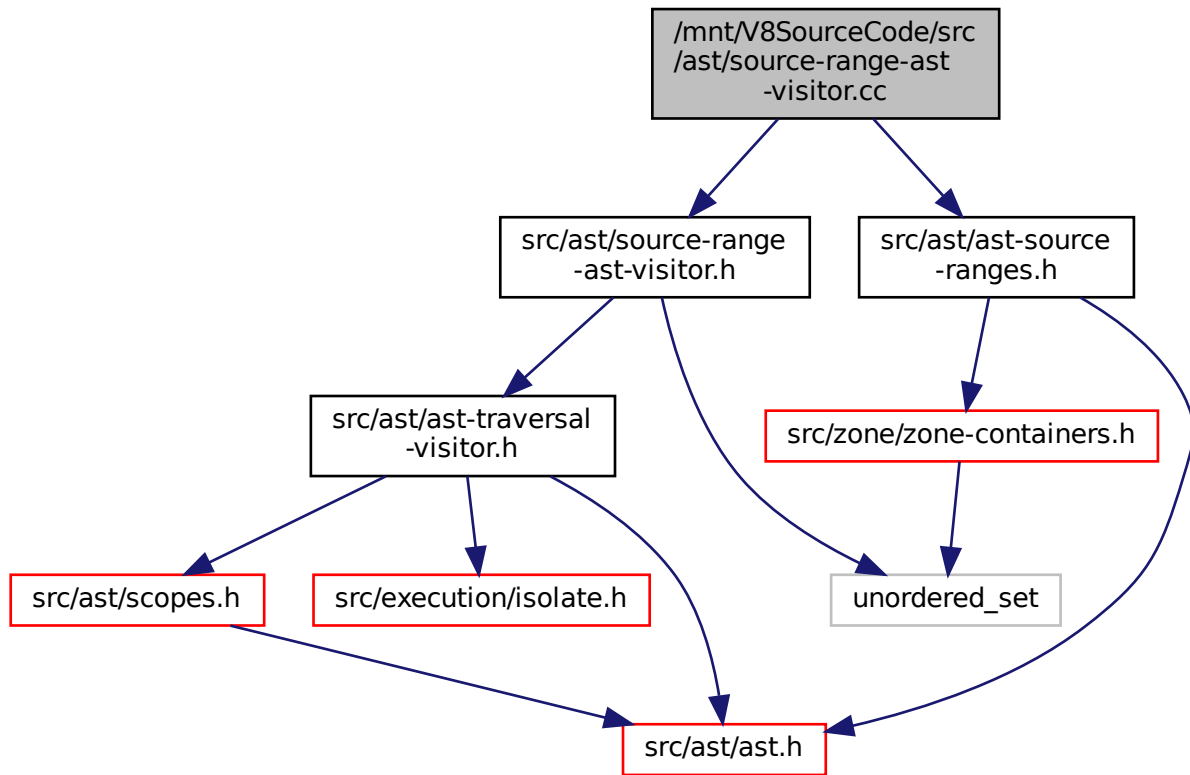 /mnt/V8SourceCode/src
/ast/source-range-ast
-visitor.cc
src/ast/source-range
-ast-visitor.h
src/ast/ast-source
-ranges.h
src/ast/ast-traversal
-visitor.h
src/zone/zone-containers.h
src/ast/scopes.h
src/execution/isolate.h
unordered_set
src/ast/ast.h